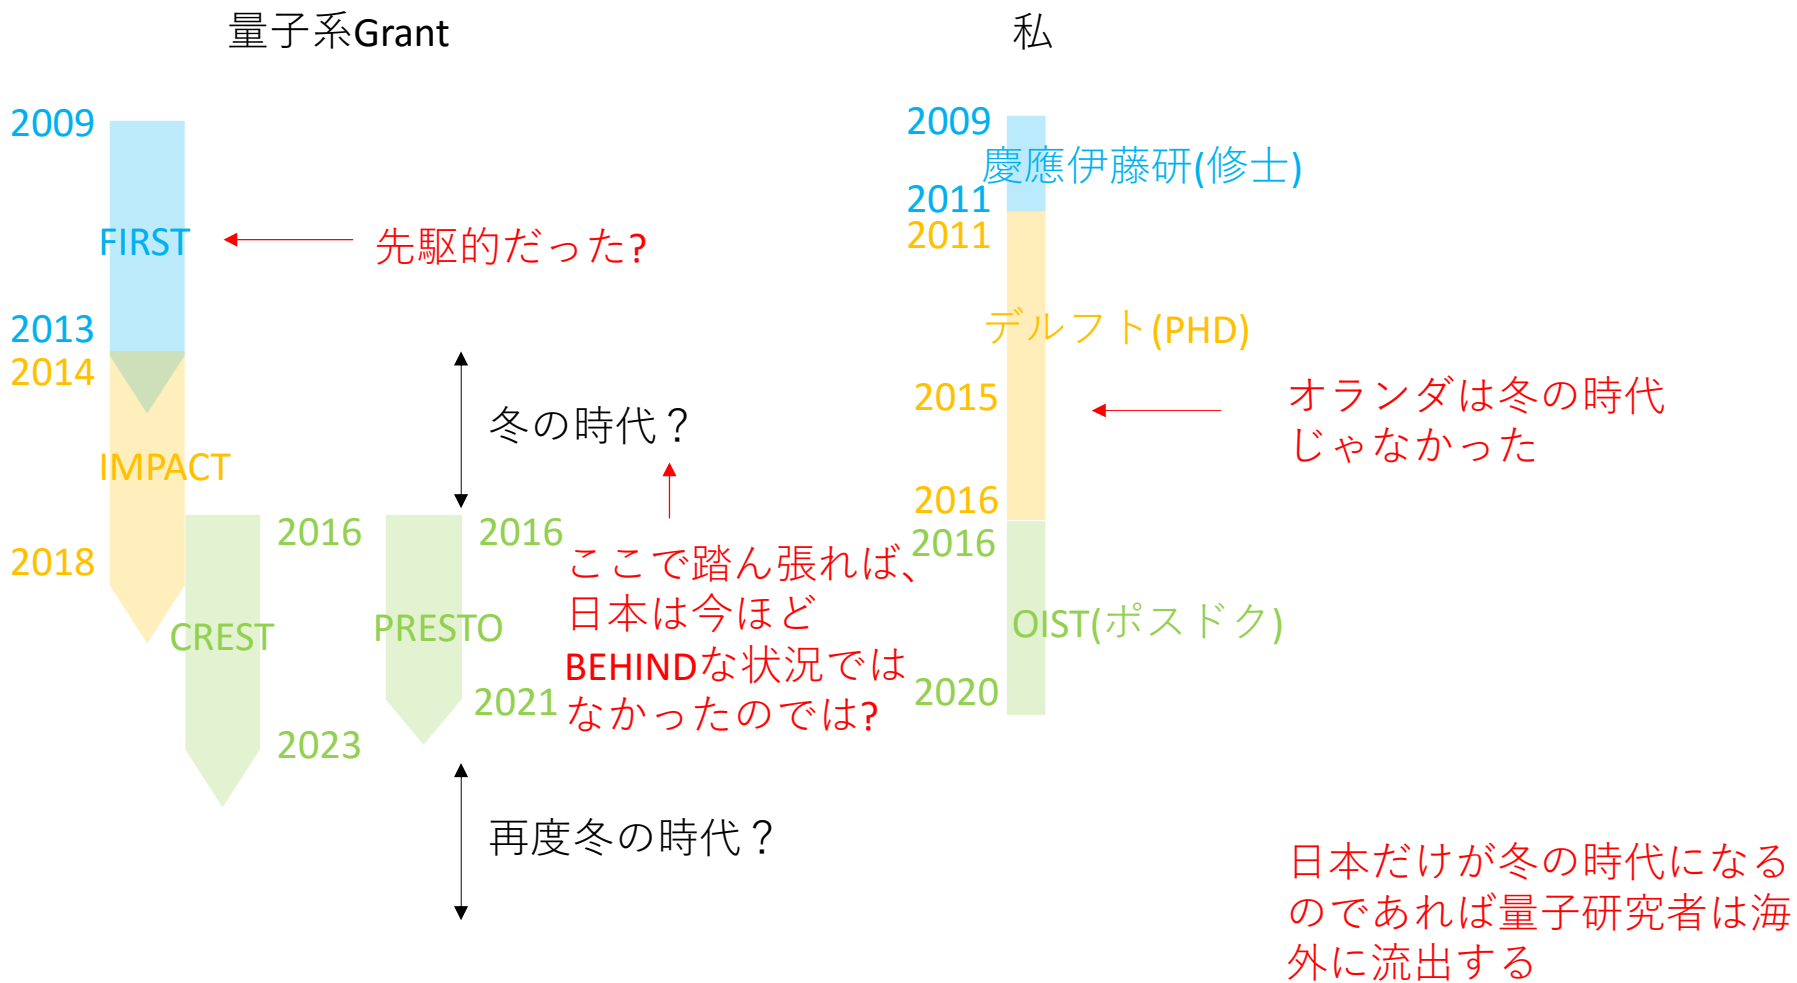 量子系Grant
私
2009
FIRST
先駆的だった?
2013
2014
冬の時代？
IMPACT
2018
2016
CREST
2023
2016
PRESTO
2021
ここで踏ん張れば、
日本は今ほど
BEHINDな状況では
なかったのでは?
再度冬の時代？
2009
慶應伊藤研(修士)
2011
2011
デルフト(PHD)
2015
オランダは冬の時代
じゃなかった
2016
2016
OIST(ポスドク)
2020
日本だけが冬の時代になる
のであれば量子研究者は海
外に流出する